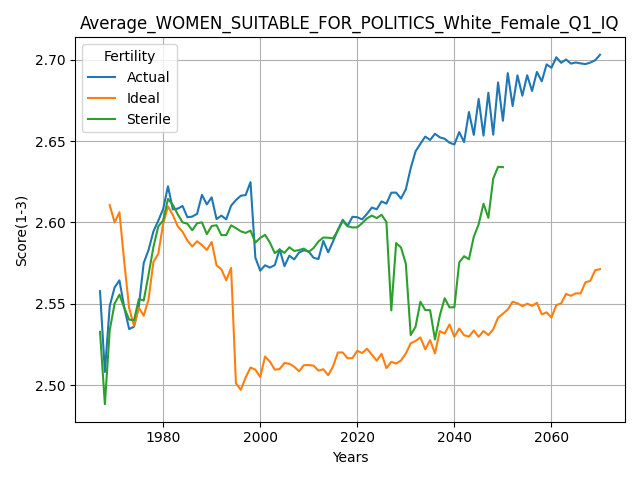 Average_WOMEN_SUITABLE_FOR_POLITICS_White_Female_Q1_IQ
Fertility
Actual
Ideal
Sterile
Score(1-3)
2.70
2.65
2.60
2.55
2.50
1980
2000
2020
2040
2060
Years